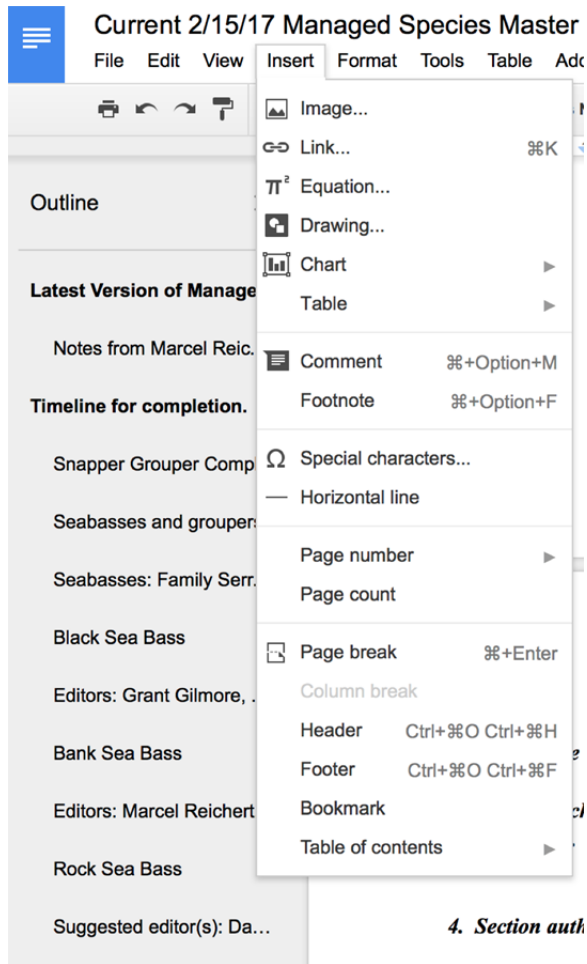 Current 2/15/17 Managed Species Master
File Edit View Insert Format Tools Table
Outline
Latest Version of Manage
Notes from Marcel Reic.
Timeline for completion.
Snapper Grouper Comp
Seabasses and grouper
Seabasses: Family Serr.
Black Sea Bass
Editors: Grant Gilmore, .
Bank Sea Bass
Editors: Marcel Reichert
Rock Sea Bass
Suggested editor(s): Da...
Image...
Link... ⌘K
π² Equation...
Drawing...
Chart ►
Table ►
Comment ⌘+Option+M
Footnote ⌘+Option+F
Ω Special characters...
Horizontal line
Page number ►
Page count
Page break ⌘+Enter
Column break
Header Ctrl+⌘O Ctrl+⌘H
Footer Ctrl+⌘O Ctrl+⌘F
Bookmark
Table of contents ►
4. Section auth